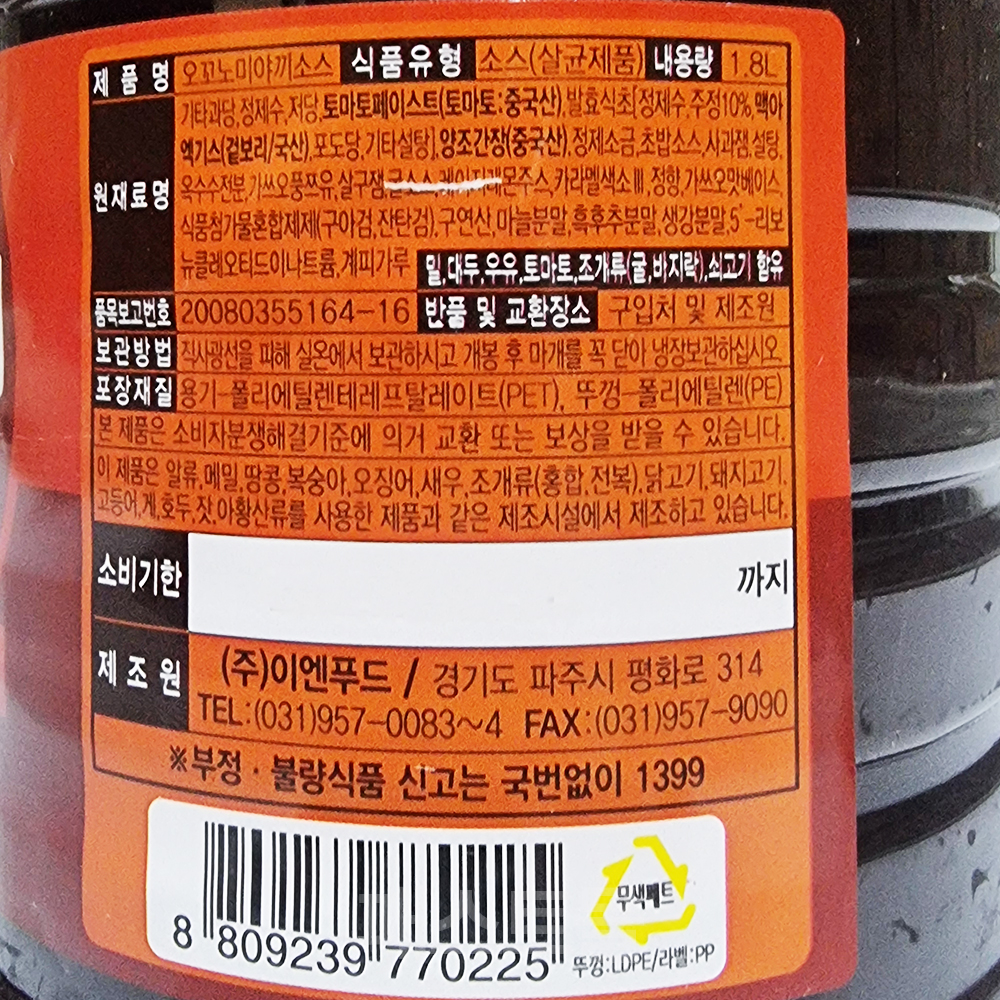 제품명 오꼬노미야끼소스 식품유형 소스(살균제품) 내용량 1.8L
원재료명
기타과당,정제수,저당,토마토페이스트(토마토:중국산),발효식초[정제수,주정10%,맥아
엑기스(겉보리/국산),포도당,기타설탕],양조간장(중국산),정제소금,초밥소스,사과잼,설탕,
옥수수전분,가쓰오풍쯔유,살구잼,굴소스,레몬주스,카라멜색소III,정향,가쓰오맛베이스,
식품첨가물혼합제제(구아검,잔탄검),구연산,마늘분말,흑후추분말,생강분말,5'-리보
뉴클레오티드이나트륨,계피가루 밀,대두,우유,토마토,조개류(굴,바지락),쇠고기 함유
품목보고번호 20080355164-16 반품 및 교환장소 구입처 및 제조원
보관방법 직사광선을 피해 실온에서 보관하시고 개봉 후 마개를 꼭 닫아 냉장보관하십시오.
포장재질 용기-폴리에틸렌테레프탈레이트(PET), 뚜껑-폴리에틸렌(PE)
본 제품은 소비자분쟁해결기준에 의거 교환 또는 보상을 받을 수 있습니다.
이 제품은 알류,메밀,땅콩,복숭아,오징어,새우,조개류(홍합,전복),닭고기,돼지고기,
고등어,게,호두,잣,아황산류를 사용한 제품과 같은 제조시설에서 제조하고 있습니다.
소비기한 까지
제조원 (주)이엔푸드 / 경기도 파주시 평화로 314
TEL:(031)957-0083~4 FAX:(031)957-9090
※부정·불량식품 신고는 국번없이 1399
무색페트
8 809239 770225
뚜껑:LDPE/라벨:PP